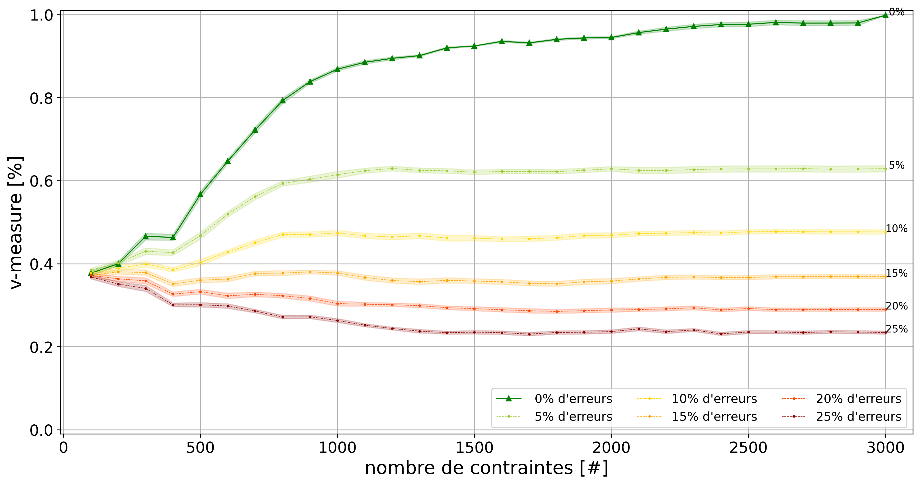 1.0
0.8
0.6
0.4
0.2
0.0
v-measure [%]
0%
5%
10%
15%
20%
25%
0% d'erreurs
5% d'erreurs
10% d'erreurs
15% d'erreurs
20% d'erreurs
25% d'erreurs
0 500 1000 1500 2000 2500 3000
nombre de contraintes [#]